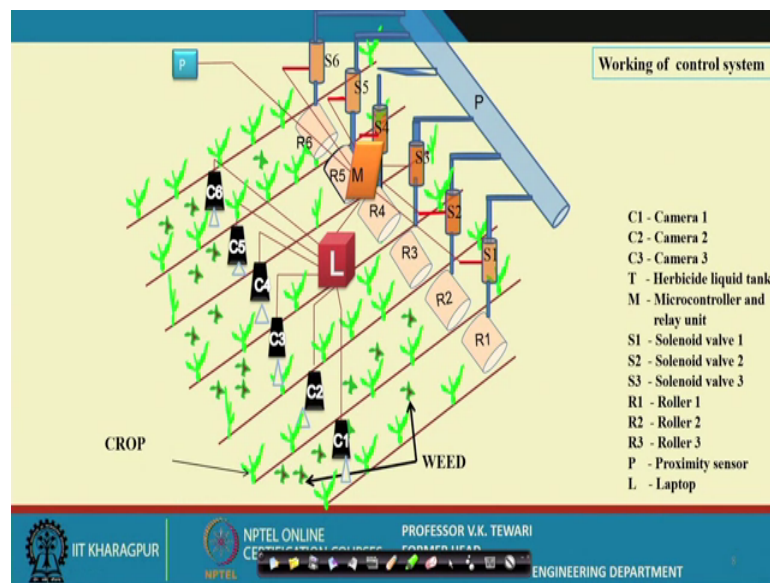 Working of control system
P
S6
S5
S4
S3
S2
S1
P
R6
R5
M
R4
R3
R2
R1
C6
C5
C4
C3
C2
C1
L
CROP
WEED
C1 - Camera 1
C2 - Camera 2
C3 - Camera 3
T - Herbicide liquid tank
M - Microcontroller and
relay unit
S1 - Solenoid valve 1
S2 - Solenoid valve 2
S3 - Solenoid valve 3
R1 - Roller 1
R2 - Roller 2
R3 - Roller 3
P - Proximity sensor
L - Laptop
IIT KHARAGPUR
NPTEL
NPTEL ONLINE
CERTIFICATION COURSES
PROFESSOR V.K. TEWARI
FORMER HEAD
ENGINEERING DEPARTMENT